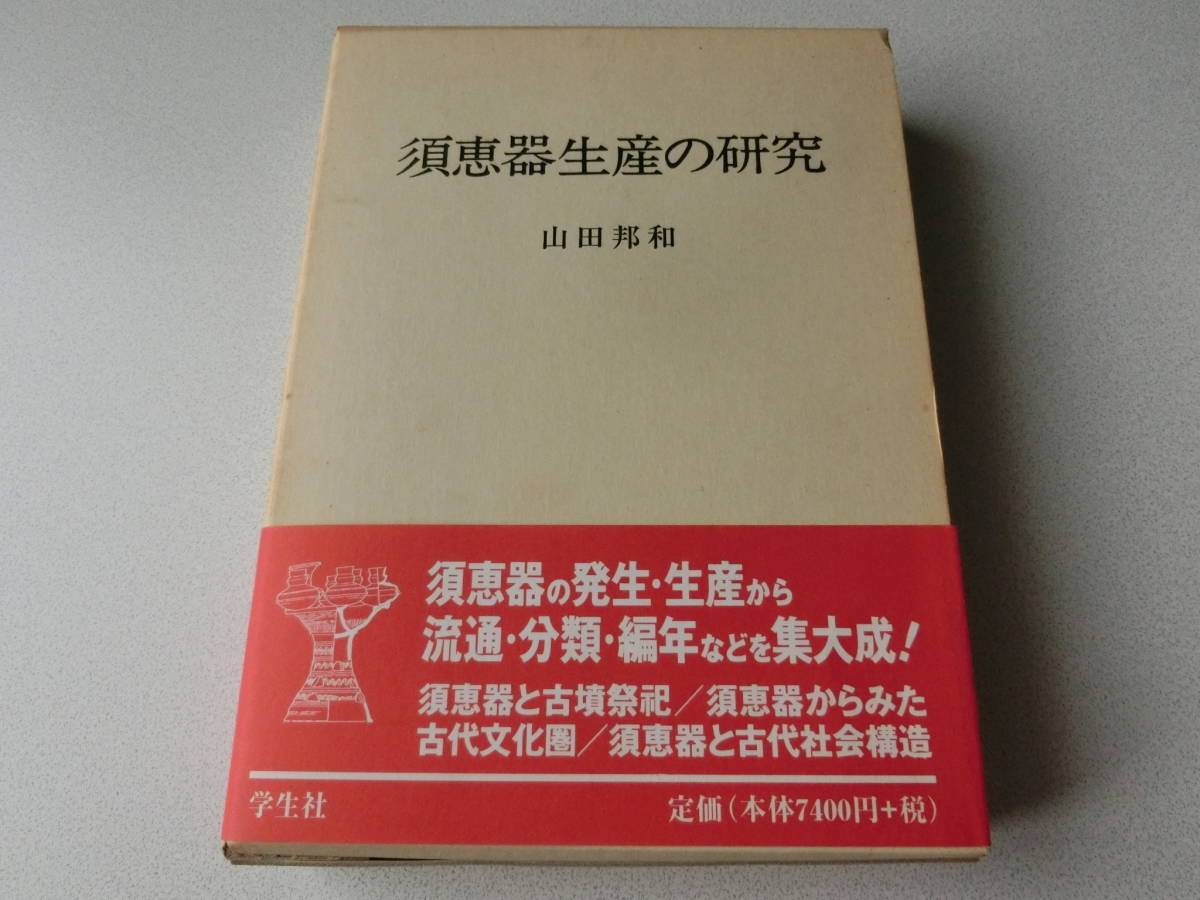 須恵器生産の研究
山田邦和
須恵器の発生・生産から
流通・分類・編年などを集大成!
須恵器と古墳祭祀/須恵器からみた
古代文化圏/須恵器と古代社会構造
学生社
定価(本体7400円+税)